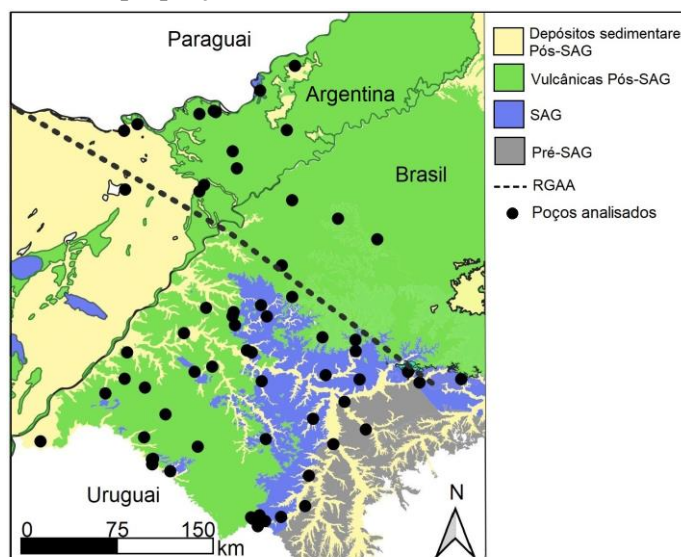 Paraguai
Argentina
Brasil
Uruguai
0 75 150
km
N
Depósitos sedimentare
Pós-SAG
Vulcânicas Pós-SAG
SAG
Pré-SAG
RGAA
Poços analisados